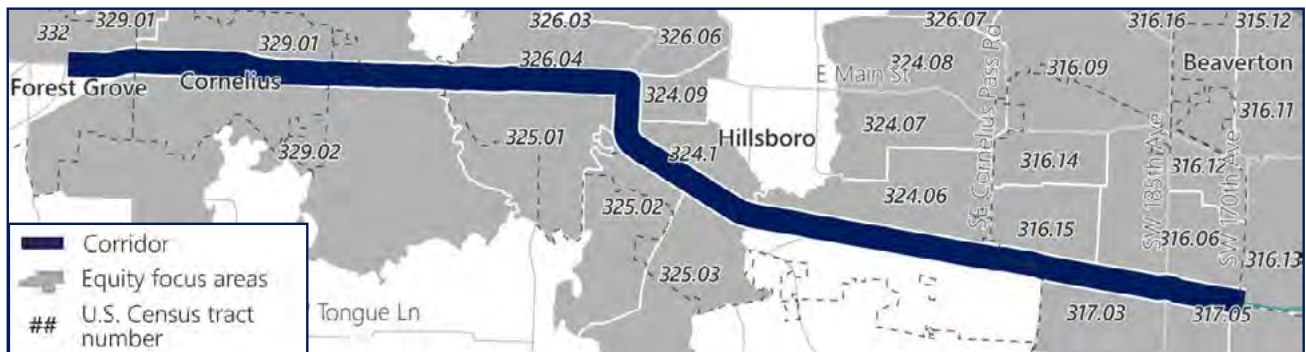 332
329.01
329.01
326.03
326.07
316.16
315.12
326.06
326.04
E Main St
324.08
316.09
Beaverton
Forest Grove
Cornelius
324.09
SE Cornelius Pass Rd
316.11
Hillsboro
324.07
329.02
325.01
324.1
316.14
316.12
SW 185th Ave
SW 170th Ave
325.02
324.06
316.15
316.06
325.03
316.13
317.03
317.05
Corridor
Equity focus areas
## U.S. Census tract
number
Tongue Ln